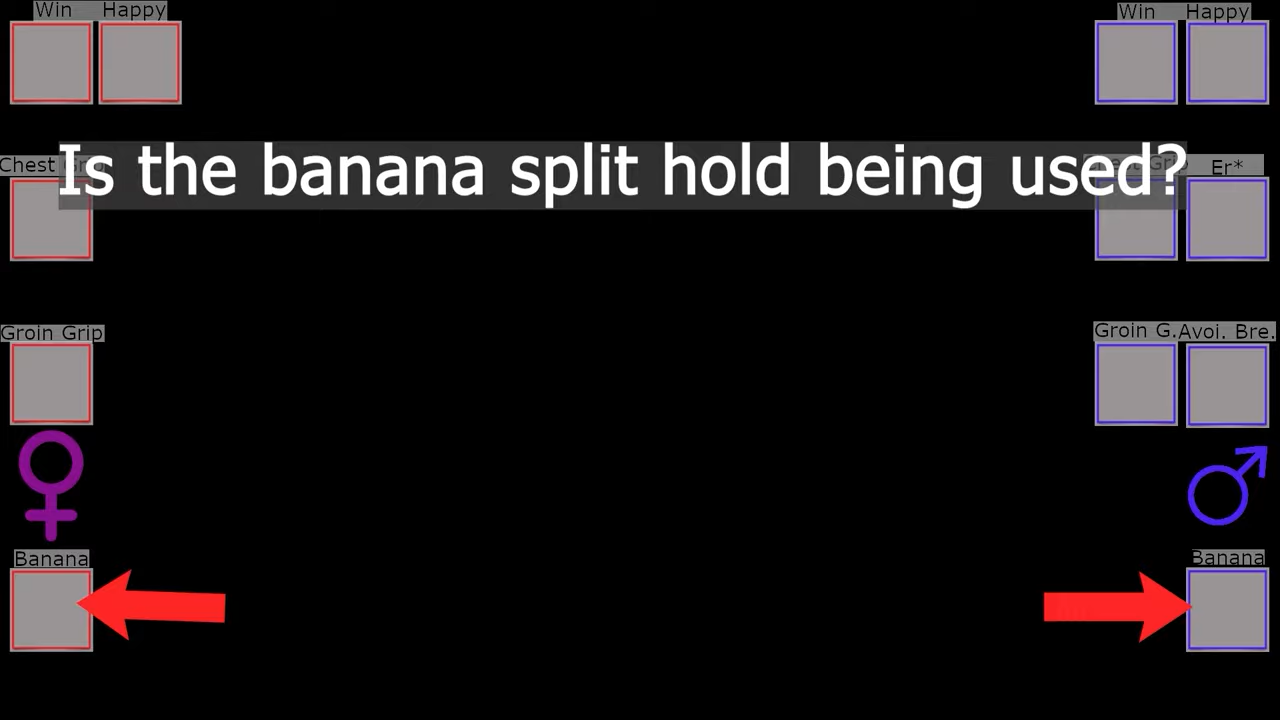 Win Happy
Win Happy
Is the banana split hold being used?
Chest
Er*
Groin Grip
Groin G. Avoi. Bre.
Banana
Banana